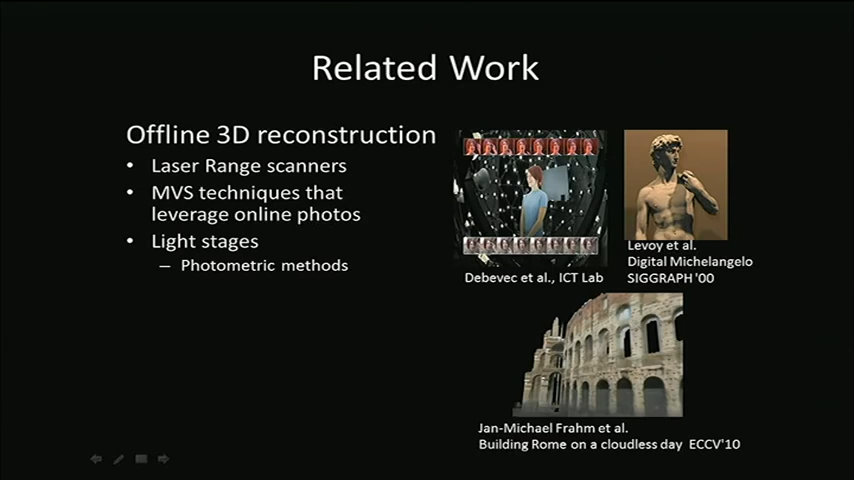 Related Work
Offline 3D reconstruction
• Laser Range scanners
• MVS techniques that
leverage online photos
• Light stages
– Photometric methods
Debevec et al., ICT Lab
Levoy et al.
Digital Michelangelo
SIGGRAPH '00
Jan-Michael Frahm et al.
Building Rome on a cloudless day ECCV'10